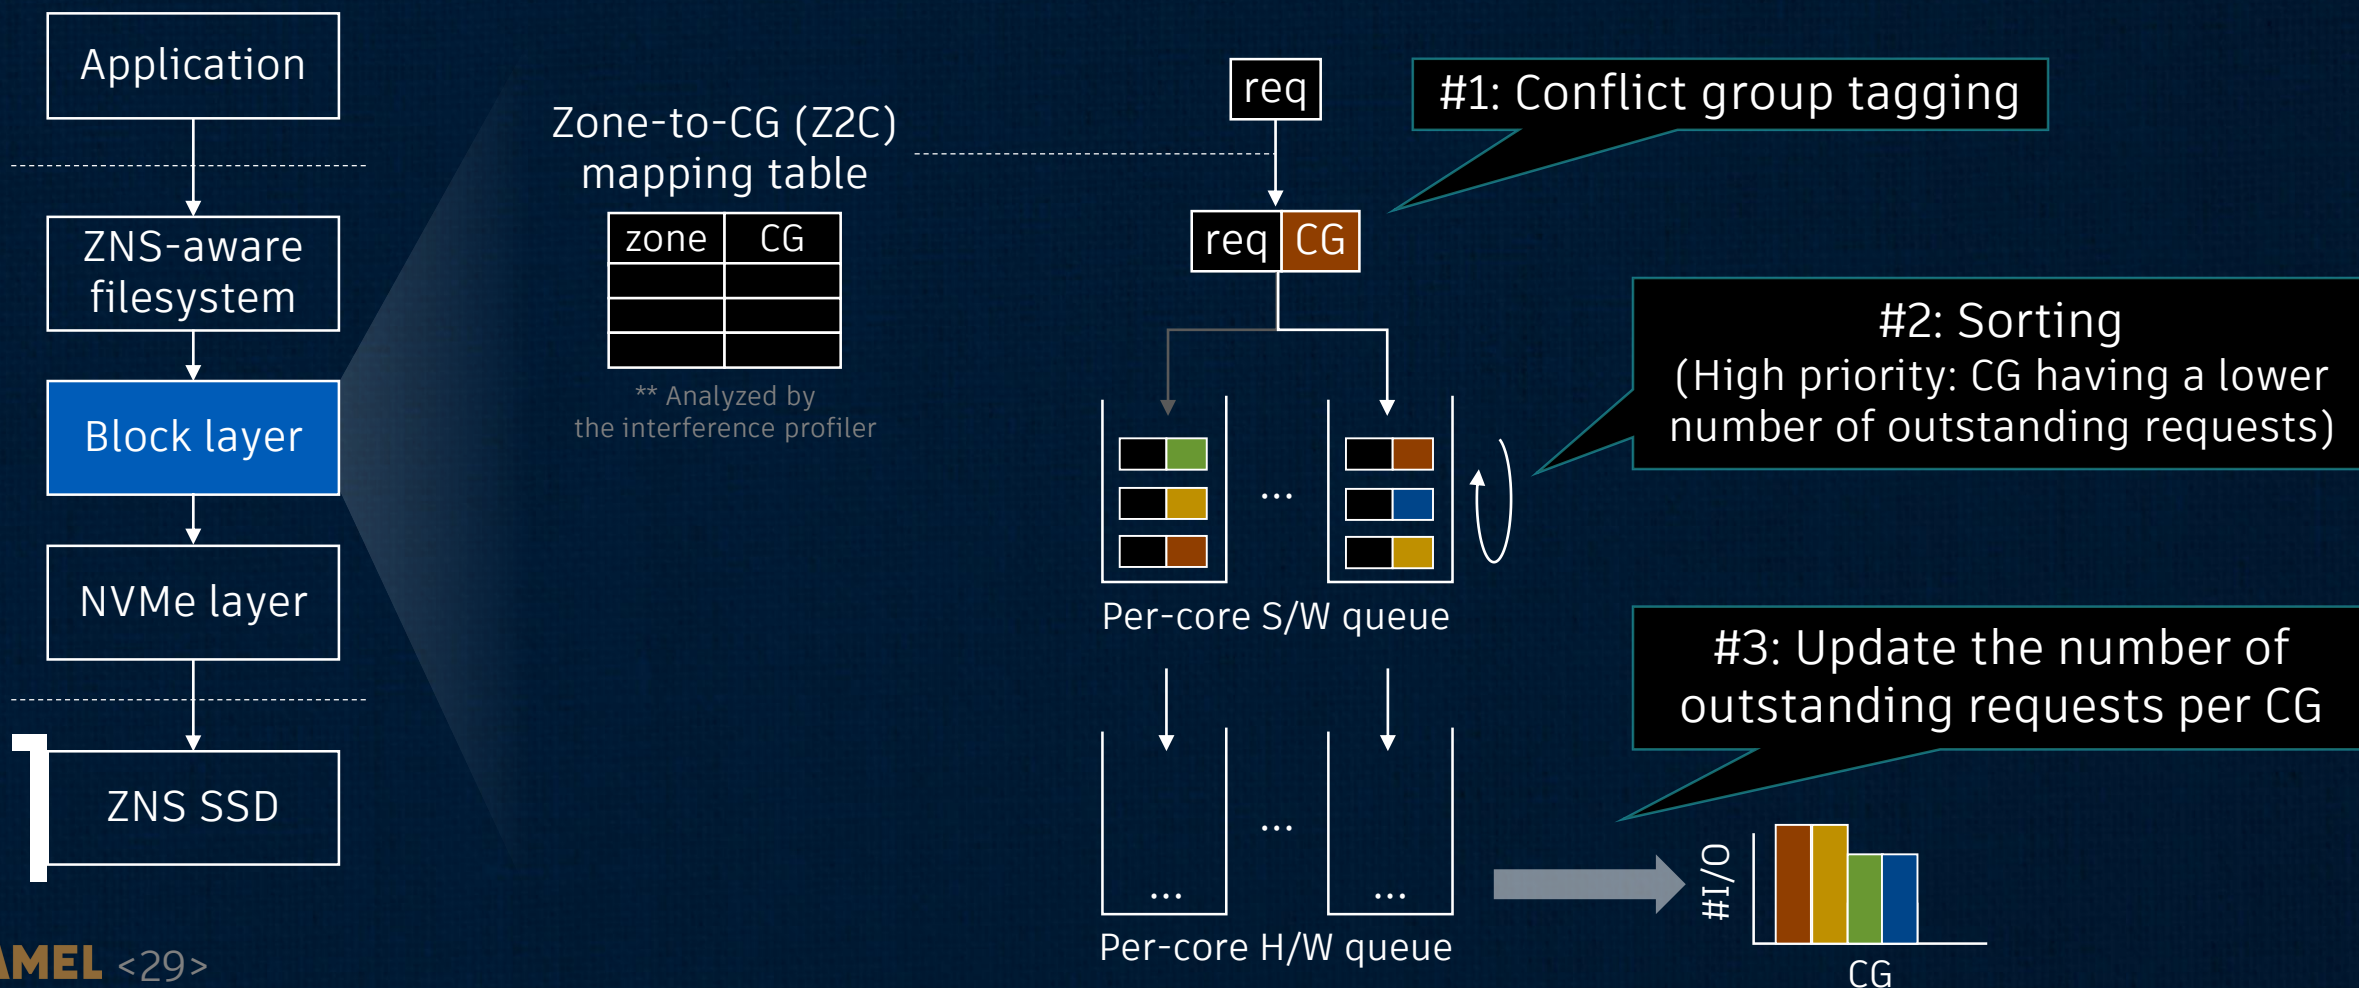 Application
ZNS-aware
filesystem
Block layer
NVMe layer
ZNS SSD
Zone-to-CG (Z2C)
mapping table
zone CG
** Analyzed by
the interference profiler
req
#1: Conflict group tagging
req CG
#2: Sorting
(High priority: CG having a lower
number of outstanding requests)
...
Per-core S/W queue
#3: Update the number of
outstanding requests per CG
...
... ...
Per-core H/W queue
#I/O
CG
AMEL <29>